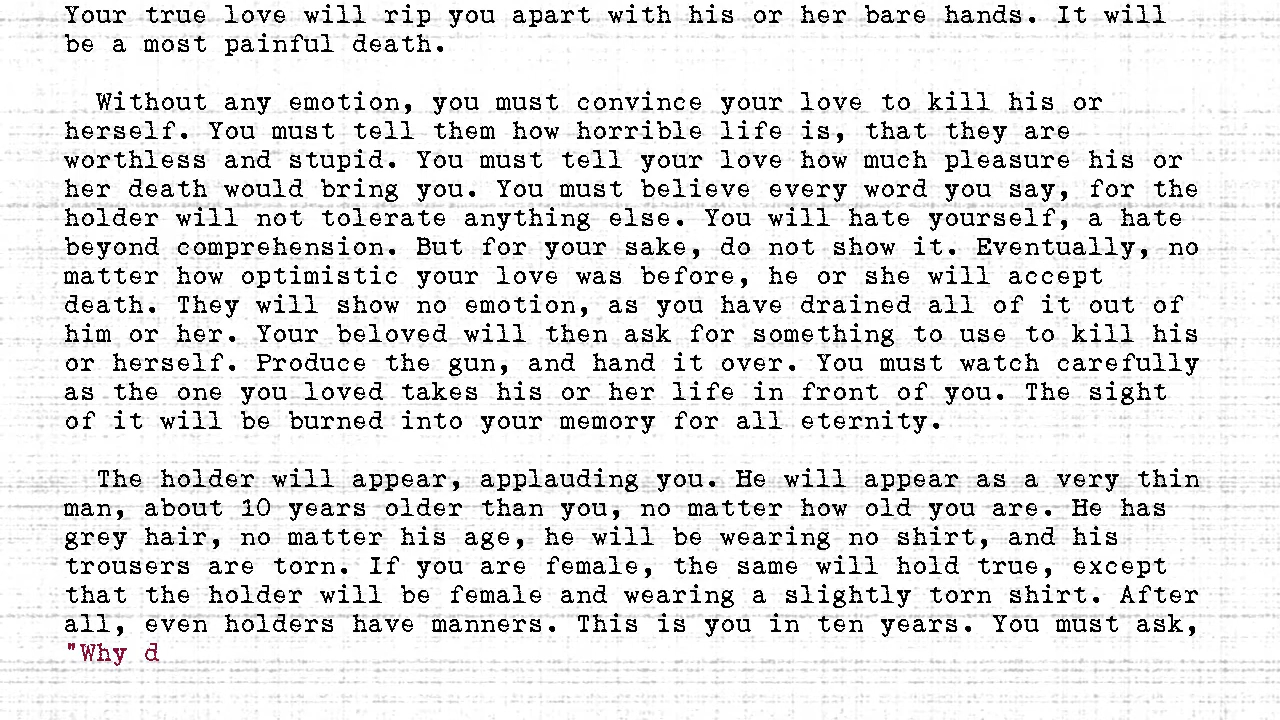 Your true love will rip you apart with his or her bare hands. It will
be a most painful death.
Without any emotion, you must convince your love to kill his or
herself. You must tell them how horrible life is, that they are
worthless and stupid. You must tell your love how much pleasure his or
her death would bring you. You must believe every word you say, for the
holder will not tolerate anything else. You will hate yourself, a hate
beyond comprehension. But for your sake, do not show it. Eventually, no
matter how optimistic your love was before, he or she will accept
death. They will show no emotion, as you have drained all of it out of
him or her. Your beloved will then ask for something to use to kill his
or herself. Produce the gun, and hand it over. You must watch carefully
as the one you loved takes his or her life in front of you. The sight
of it will be burned into your memory for all eternity.
The holder will appear, applauding you. He will appear as a very thin
man, about 10 years older than you, no matter how old you are. He has
grey hair, no matter his age, he will be wearing no shirt, and his
trousers are torn. If you are female, the same will hold true, except
that the holder will be female and wearing a slightly torn shirt. After
all, even holders have manners. This is you in ten years. You must ask,
"Why d